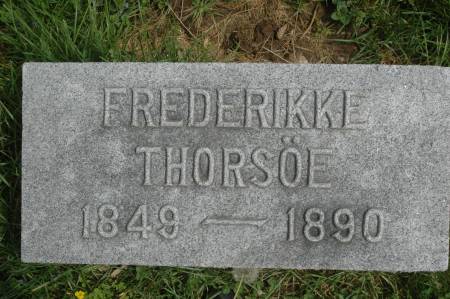 FREDERIKKE
THORSÖE
1849 — 1890